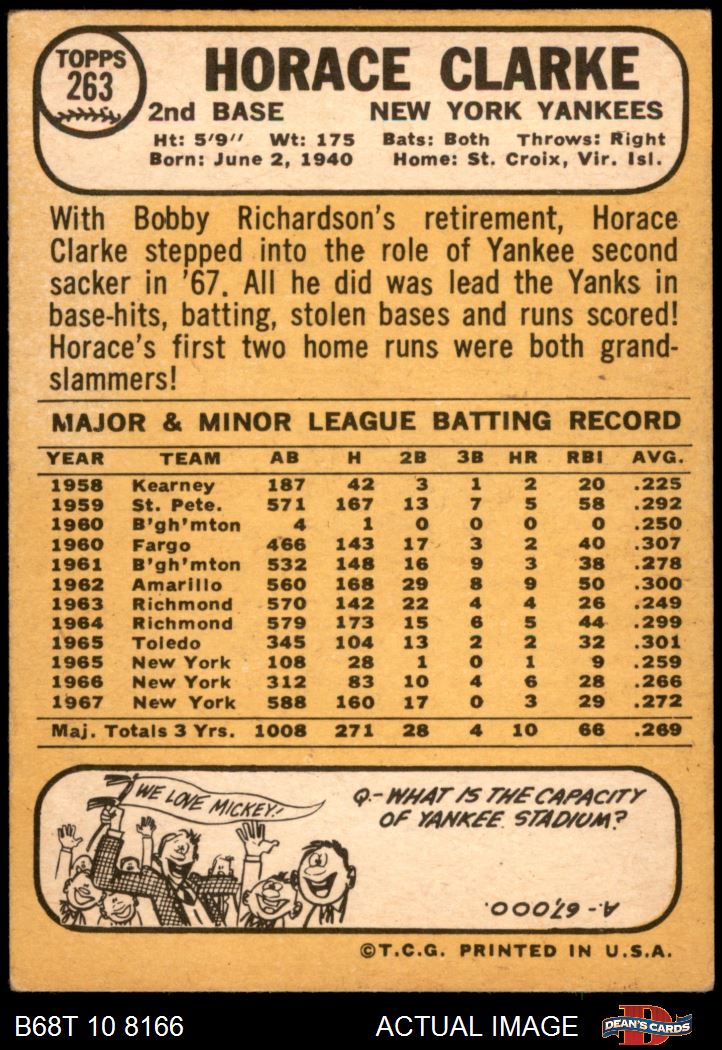 TOPPS
263
HORACE CLARKE
2nd BASE NEW YORK YANKEES
Ht: 5'9" Wt: 175 Bats: Both Throws: Right
Born: June 2, 1940 Home: St. Croix, Vir. Isl.
With Bobby Richardson's retirement, Horace
Clarke stepped into the role of Yankee second
sacker in '67. All he did was lead the Yanks in
base-hits, batting, stolen bases and runs scored!
Horace's first two home runs were both grand-
slammers!
MAJOR & MINOR LEAGUE BATTING RECORD
YEAR TEAM AB H 2B 3B HR RBI AVG.
1958 Kearney 187 42 3 1 2 20 .225
1959 St. Pete. 571 167 13 7 5 58 .292
1960 B'gh'mton 4 1 0 0 0 0 .250
1960 Fargo 466 143 17 3 2 40 .307
1961 B'gh'mton 532 148 16 9 3 38 .278
1962 Amarillo 560 168 29 8 9 50 .300
1963 Richmond 570 142 22 4 4 26 .249
1964 Richmond 579 173 15 6 5 44 .299
1965 Toledo 345 104 13 2 2 32 .301
1965 New York 108 28 1 0 1 9 .259
1966 New York 312 83 10 4 6 28 .266
1967 New York 588 160 17 0 3 29 .272
Maj. Totals 3 Yrs. 1008 271 28 4 10 66 .269
WE LOVE MICKEY!
Q.-WHAT IS THE CAPACITY
OF YANKEE STADIUM?
A.- 67,000.
©T.C.G. PRINTED IN U.S.A.
B68T 10 8166 ACTUAL IMAGE
D
DEAN'S CARDS